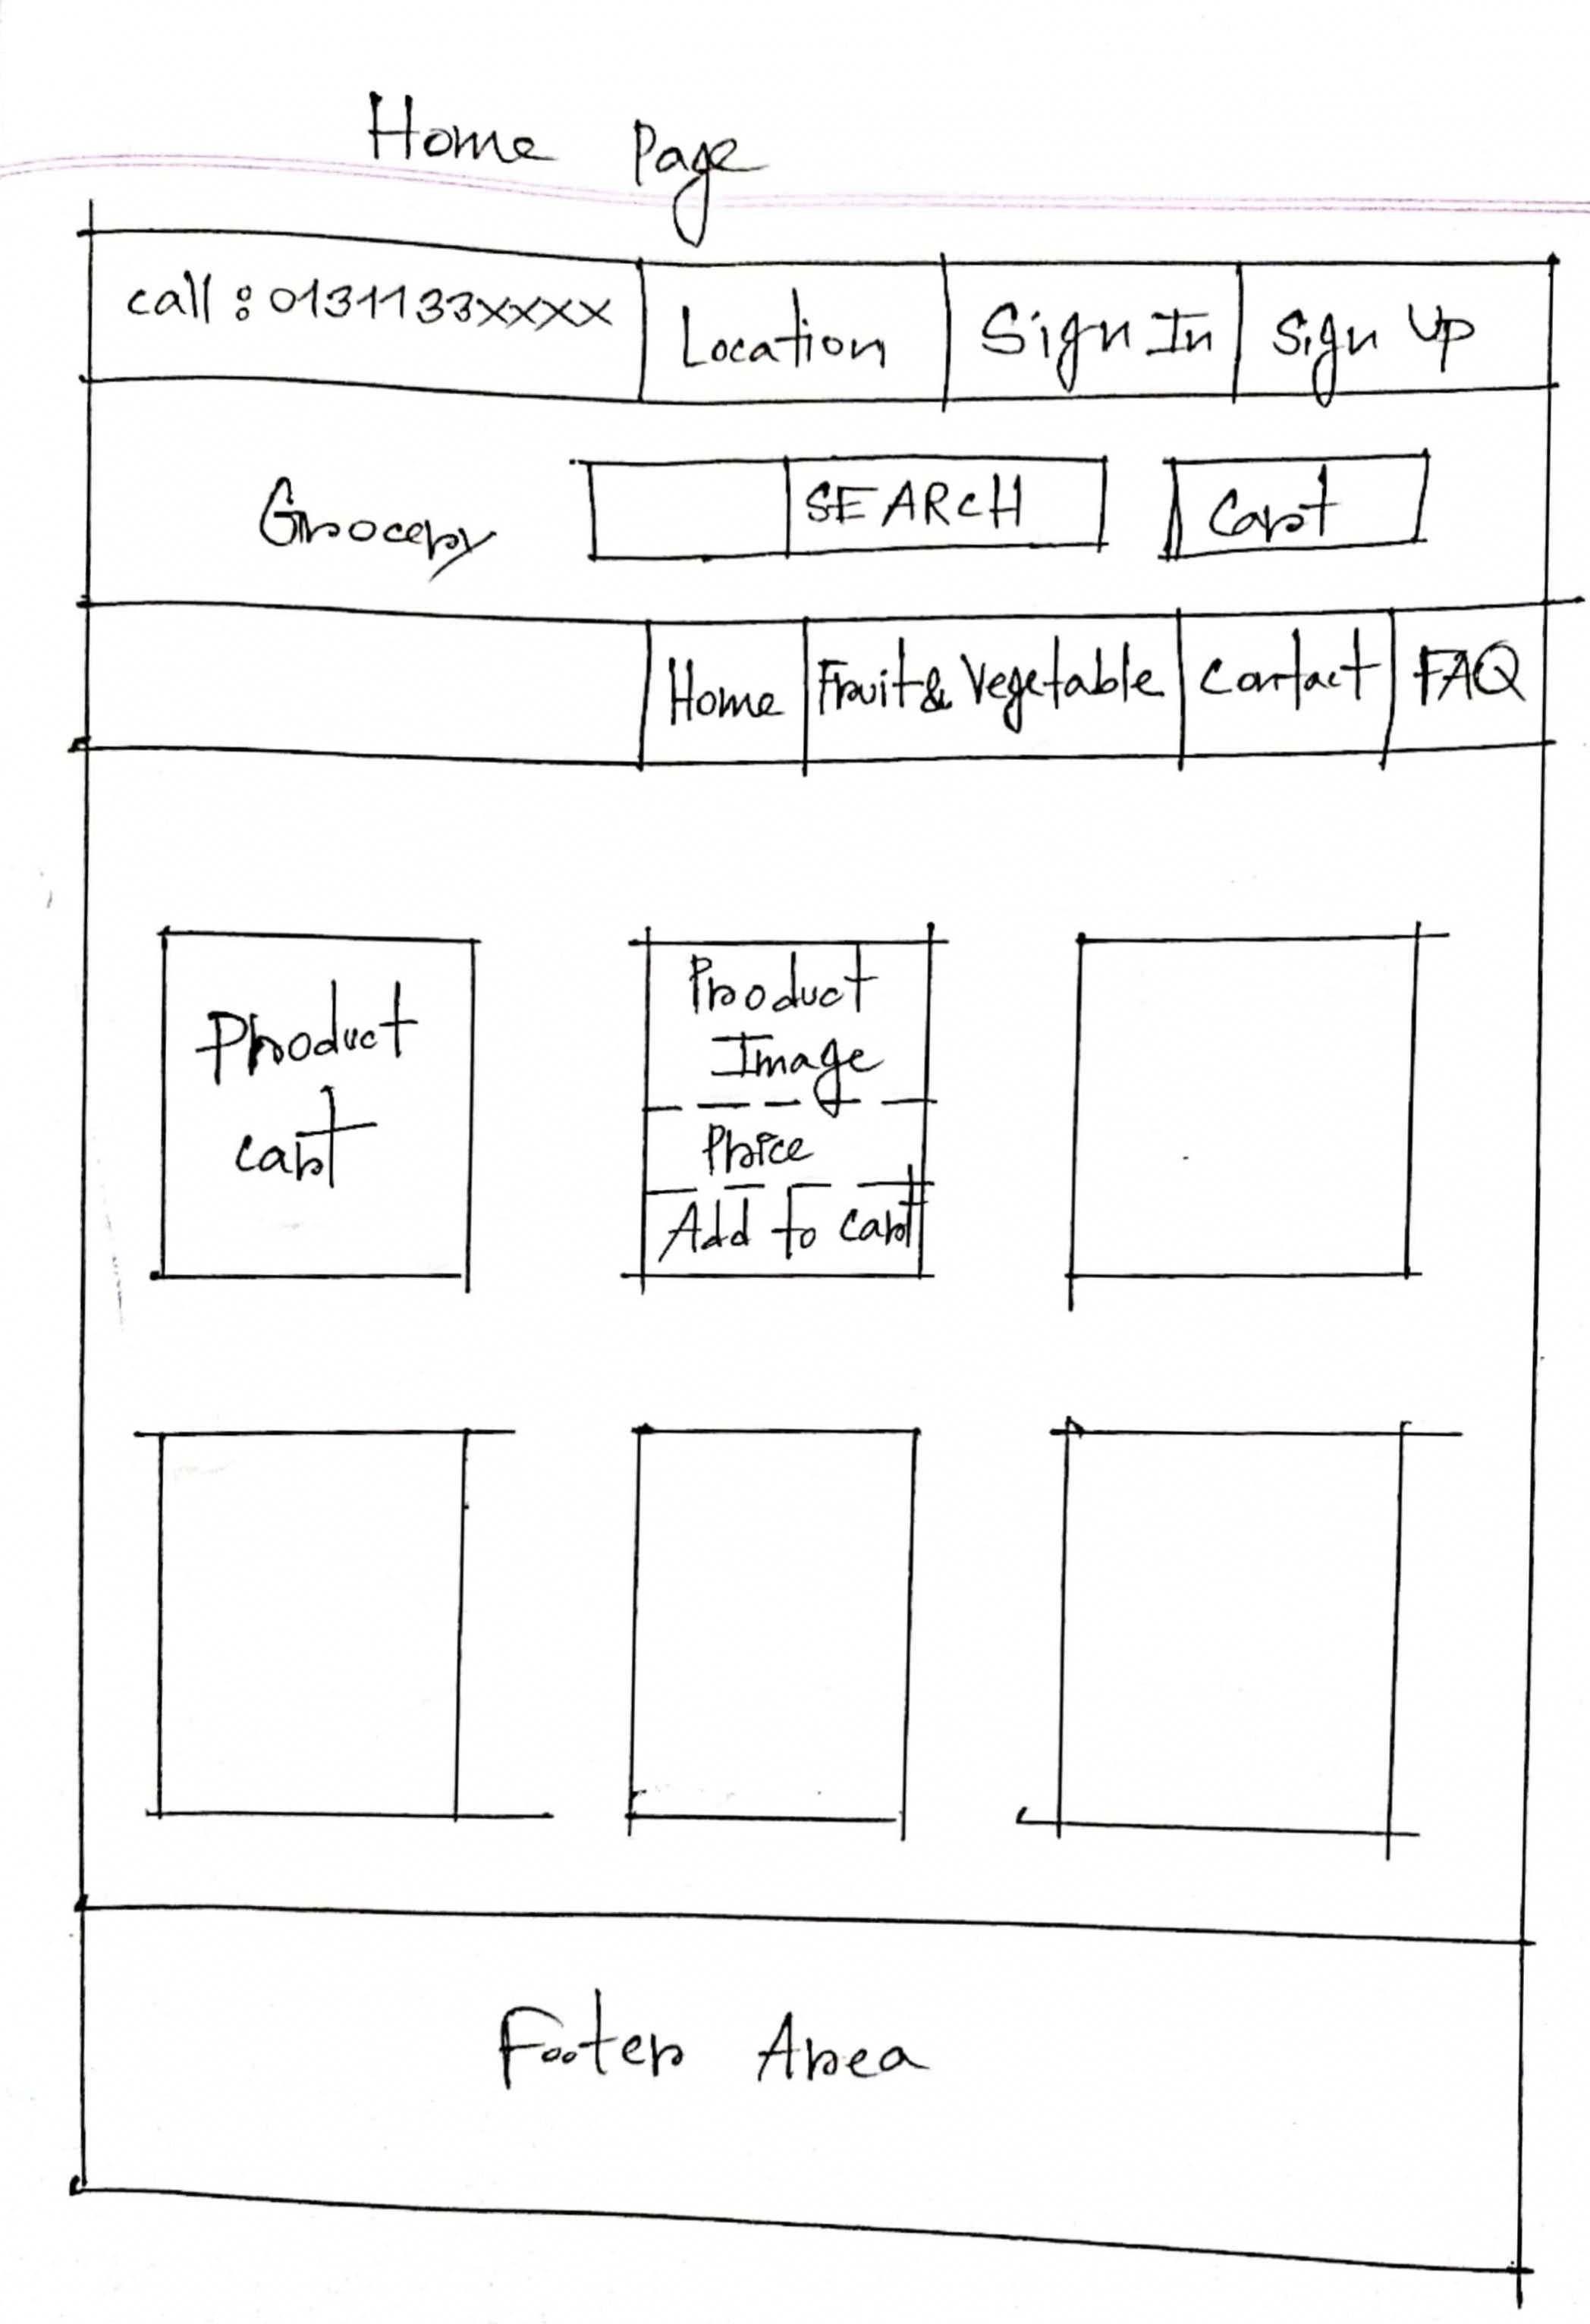 Home Page
call : 0131133xxxx Location Sign In Sign Up
Grocery SEARCH Cart
Home Fruit & Vegetable Contact FAQ
Product
cart
Product
Image
Price
Add to cart
Footer Area